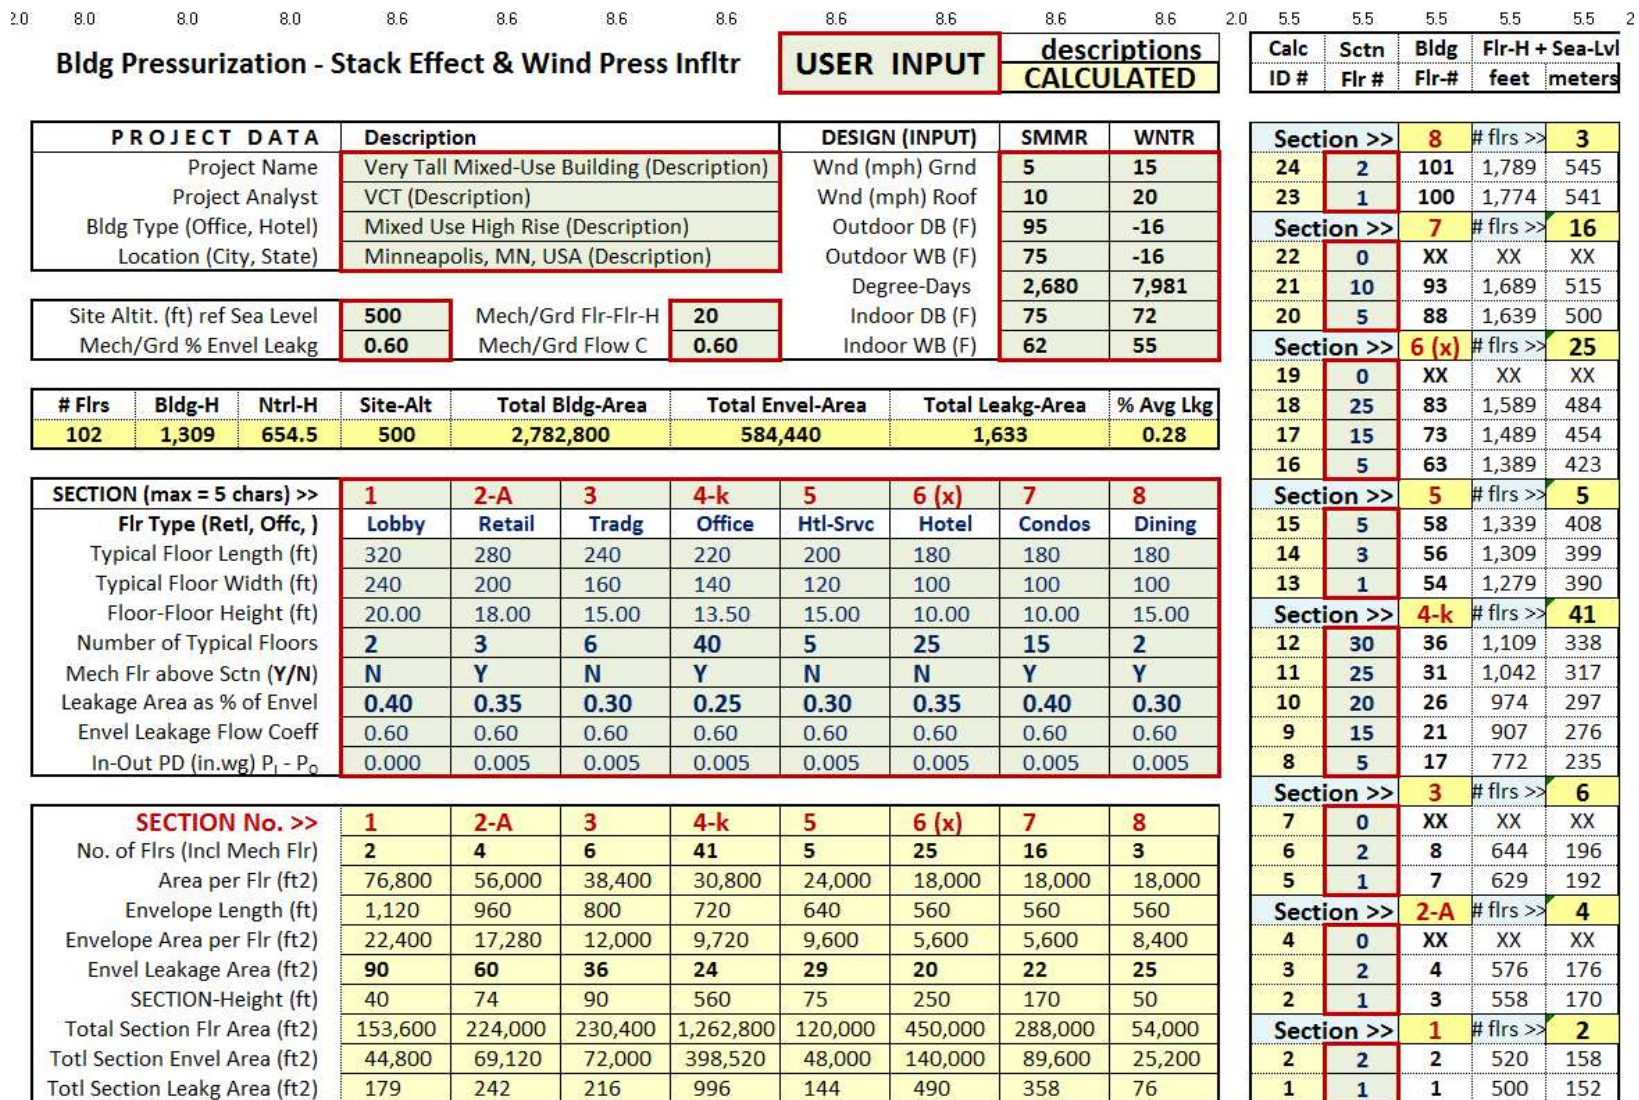 2.0 8.0 8.0 8.0 8.6 8.6 8.6 8.6 8.6 8.6 8.6 8.6 2.0 5.5 5.5 5.5 5.5 5.5 2
Bldg Pressurization - Stack Effect & Wind Press Infltr USER INPUT descriptions CALCULATED
PROJECT DATA Description DESIGN (INPUT) SMMR WNTR
Project Name Very Tall Mixed-Use Building (Description) Wnd (mph) Grnd 5 15
Project Analyst VCT (Description) Wnd (mph) Roof 10 20
Bldg Type (Office, Hotel) Mixed Use High Rise (Description) Outdoor DB (F) 95 -16
Location (City, State) Minneapolis, MN, USA (Description) Outdoor WB (F) 75 -16
Degree-Days 2,680 7,981
Site Altit. (ft) ref Sea Level 500 Mech/Grd Flr-Flr-H 20 Indoor DB (F) 75 72
Mech/Grd % Envel Leakg 0.60 Mech/Grd Flow C 0.60 Indoor WB (F) 62 55
# Flrs Bldg-H Ntrl-H Site-Alt Total Bldg-Area Total Envel-Area Total Leakg-Area % Avg Lkg
102 1,309 654.5 500 2,782,800 584,440 1,633 0.28
SECTION (max = 5 chars) >> 1 2-A 3 4-k 5 6 (x) 7 8
Flr Type (Retl, Offc, ) Lobby Retail Tradg Office Htl-Srvc Hotel Condos Dining
Typical Floor Length (ft) 320 280 240 220 200 180 180 180
Typical Floor Width (ft) 240 200 160 140 120 100 100 100
Floor-Floor Height (ft) 20.00 18.00 15.00 13.50 15.00 10.00 10.00 15.00
Number of Typical Floors 2 3 6 40 5 25 15 2
Mech Flr above Sctn (Y/N) N Y N Y N N Y Y
Leakage Area as % of Envel 0.40 0.35 0.30 0.25 0.30 0.35 0.40 0.30
Envel Leakage Flow Coeff 0.60 0.60 0.60 0.60 0.60 0.60 0.60 0.60
In-Out PD (in.wg) PI - PO 0.000 0.005 0.005 0.005 0.005 0.005 0.005 0.005
SECTION No. >> 1 2-A 3 4-k 5 6 (x) 7 8
No. of Flrs (Incl Mech Flr) 2 4 6 41 5 25 16 3
Area per Flr (ft2) 76,800 56,000 38,400 30,800 24,000 18,000 18,000 18,000
Envelope Length (ft) 1,120 960 800 720 640 560 560 560
Envelope Area per Flr (ft2) 22,400 17,280 12,000 9,720 9,600 5,600 5,600 8,400
Envel Leakage Area (ft2) 90 60 36 24 29 20 22 25
SECTION-Height (ft) 40 74 90 560 75 250 170 50
Total Section Flr Area (ft2) 153,600 224,000 230,400 1,262,800 120,000 450,000 288,000 54,000
Totl Section Envel Area (ft2) 44,800 69,120 72,000 398,520 48,000 140,000 89,600 25,200
Totl Section Leakg Area (ft2) 179 242 216 996 144 490 358 76
Calc Sctn Bldg Flr-H + Sea-Lvl
ID # Flr # Flr-# feet meters
Section >> 8 # flrs >> 3
24 2 101 1,789 545
23 1 100 1,774 541
Section >> 7 # flrs >> 16
22 0 XX XX XX
21 10 93 1,689 515
20 5 88 1,639 500
Section >> 6 (x) # flrs >> 25
19 0 XX XX XX
18 25 83 1,589 484
17 15 73 1,489 454
16 5 63 1,389 423
Section >> 5 # flrs >> 5
15 5 58 1,339 408
14 3 56 1,309 399
13 1 54 1,279 390
Section >> 4-k # flrs >> 41
12 30 36 1,109 338
11 25 31 1,042 317
10 20 26 974 297
9 15 21 907 276
8 5 17 772 235
Section >> 3 # flrs >> 6
7 0 XX XX XX
6 2 8 644 196
5 1 7 629 192
Section >> 2-A # flrs >> 4
4 0 XX XX XX
3 2 4 576 176
2 1 3 558 170
Section >> 1 # flrs >> 2
2 2 2 520 158
1 1 1 500 152